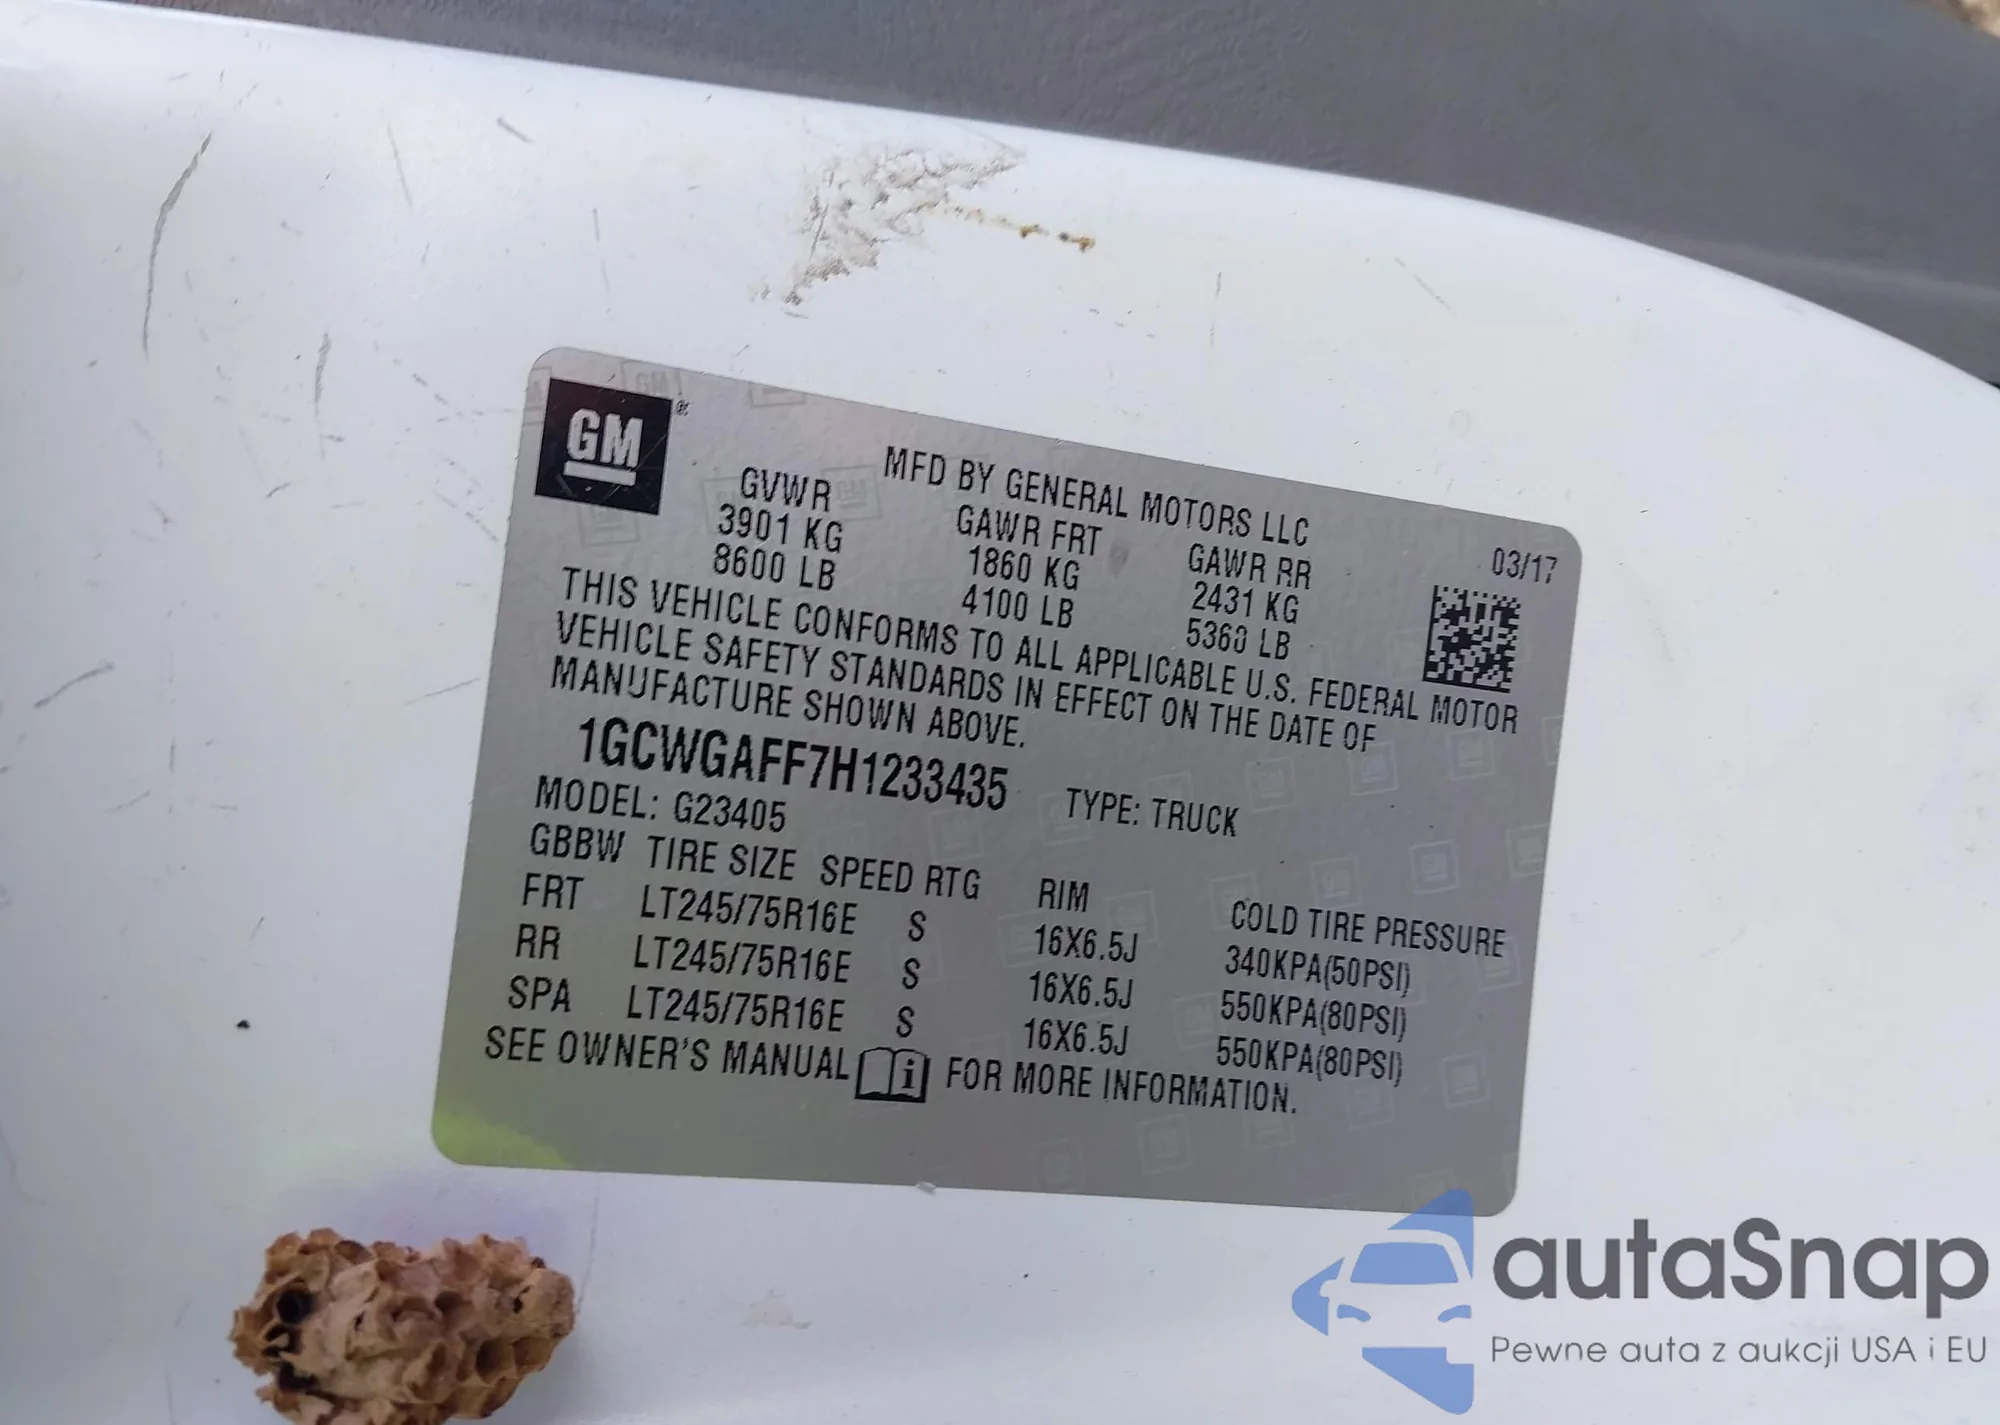 GM
MFD BY GENERAL MOTORS LLC
03/17
GVWR GAWR FRT GAWR RR
3901 KG 1860 KG 2431 KG
8600 LB 4100 LB 5360 LB
THIS VEHICLE CONFORMS TO ALL APPLICABLE U.S. FEDERAL MOTOR
VEHICLE SAFETY STANDARDS IN EFFECT ON THE DATE OF
MANUFACTURE SHOWN ABOVE.
1GCWGAFF7H1233435 TYPE: TRUCK
MODEL: G23405
GBBW TIRE SIZE SPEED RTG RIM COLD TIRE PRESSURE
FRT LT245/75R16E S 16X6.5J 340KPA(50PSI)
RR LT245/75R16E S 16X6.5J 550KPA(80PSI)
SPA LT245/75R16E S 16X6.5J 550KPA(80PSI)
SEE OWNER'S MANUAL i FOR MORE INFORMATION.
autaSnap
Pewne auta z aukcji USA i EU